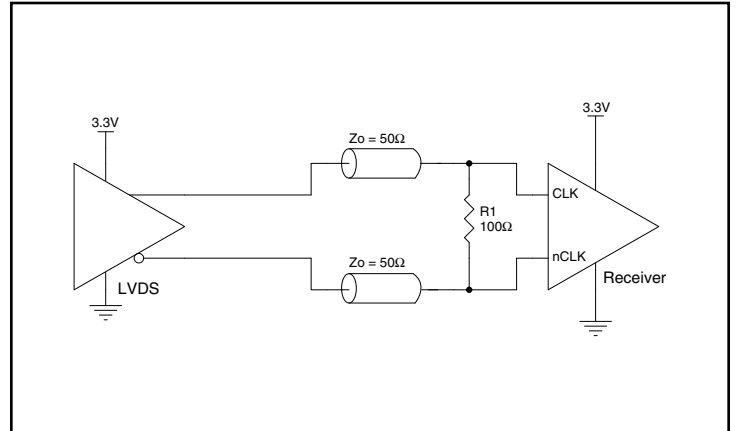 3.3V
3.3V
Zo = 50Ω
CLK
R1
100Ω
nCLK
Zo = 50Ω
Receiver
LVDS